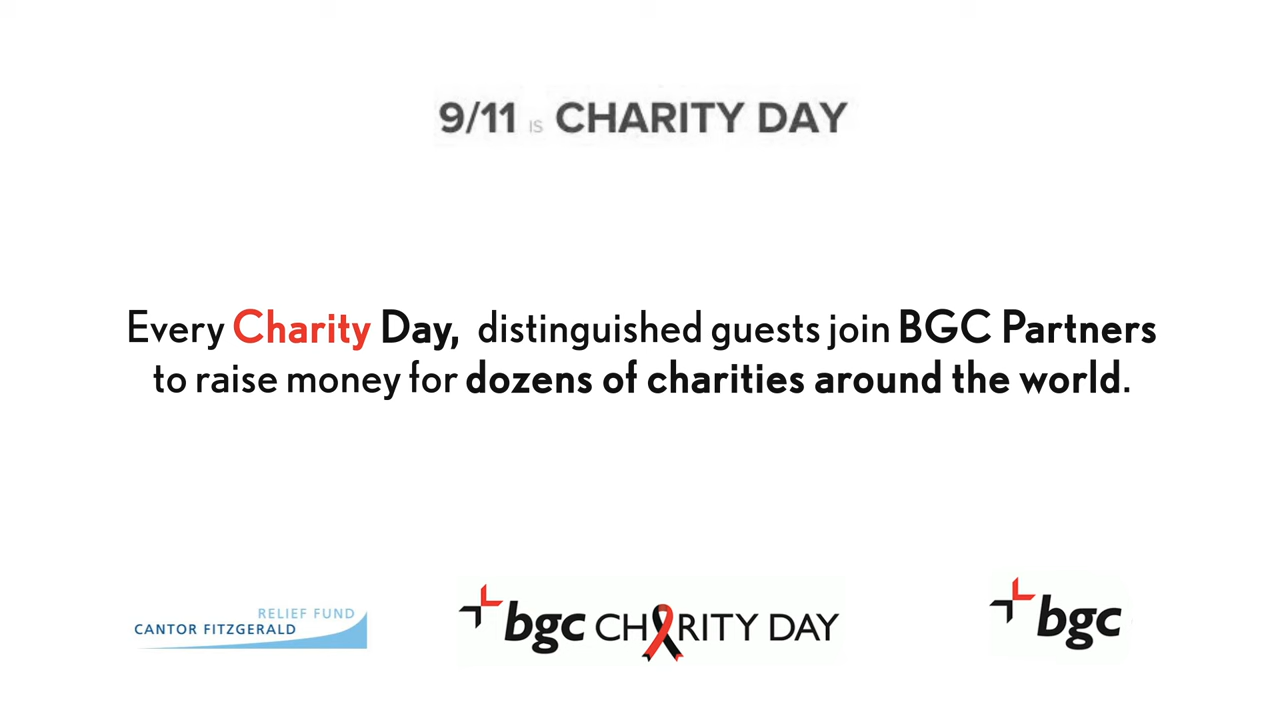 9/11 IS CHARITY DAY
Every Charity Day, distinguished guests join BGC Partners
to raise money for dozens of charities around the world.
RELIEF FUND
CANTOR FITZGERALD
bgc CHARITY DAY
bgc